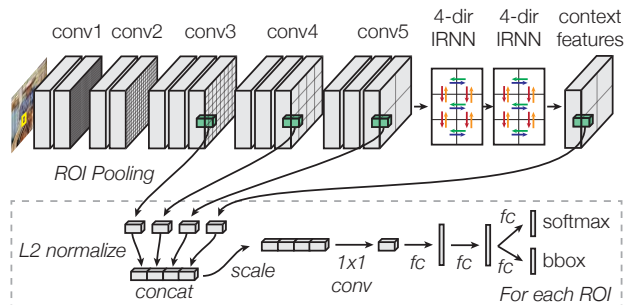 conv1 conv2 conv3 conv4 conv5 4-dir IRNN 4-dir IRNN context features
ROI Pooling
L2 normalize
concat
scale
1x1 conv
fc
fc
fc
fc
softmax
bbox
For each ROI